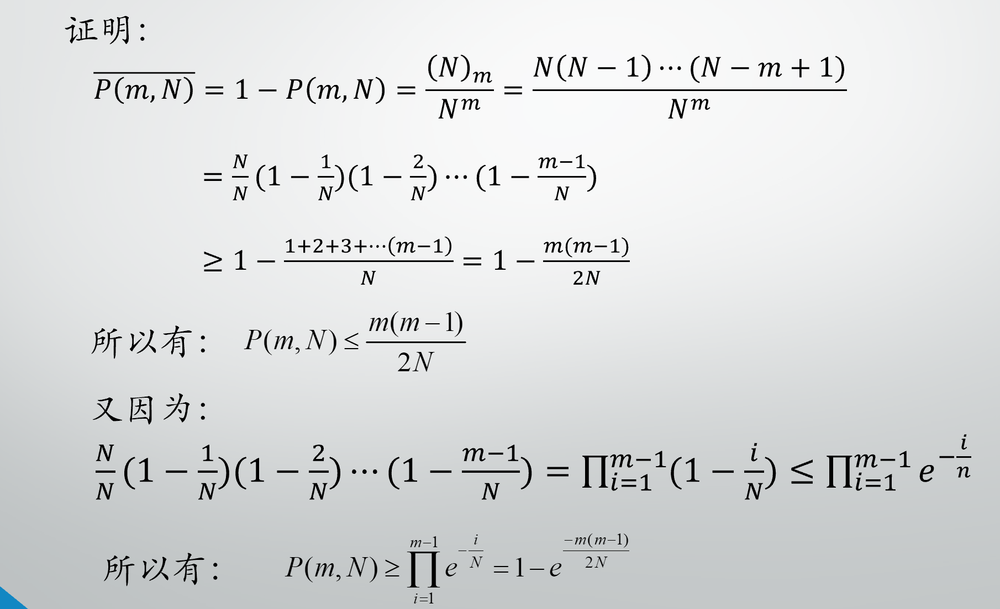 证明：
$\overline{P(m,N)} = 1 - P(m,N) = \frac{(N)_m}{N^m} = \frac{N(N-1)\cdots(N-m+1)}{N^m}$
$= \frac{N}{N}(1-\frac{1}{N})(1-\frac{2}{N})\cdots(1-\frac{m-1}{N})$
$\geq 1 - \frac{1+2+3+\cdots(m-1)}{N} = 1 - \frac{m(m-1)}{2N}$
所以有： $P(m,N) \leq \frac{m(m-1)}{2N}$
又因为：
$\frac{N}{N}(1-\frac{1}{N})(1-\frac{2}{N})\cdots(1-\frac{m-1}{N}) = \prod_{i=1}^{m-1}(1-\frac{i}{N}) \leq \prod_{i=1}^{m-1} e^{-\frac{i}{n}}$
所以有： $P(m,N) \geq \prod_{i=1}^{m-1} e^{-\frac{i}{N}} = 1 - e^{\frac{-m(m-1)}{2N}}$